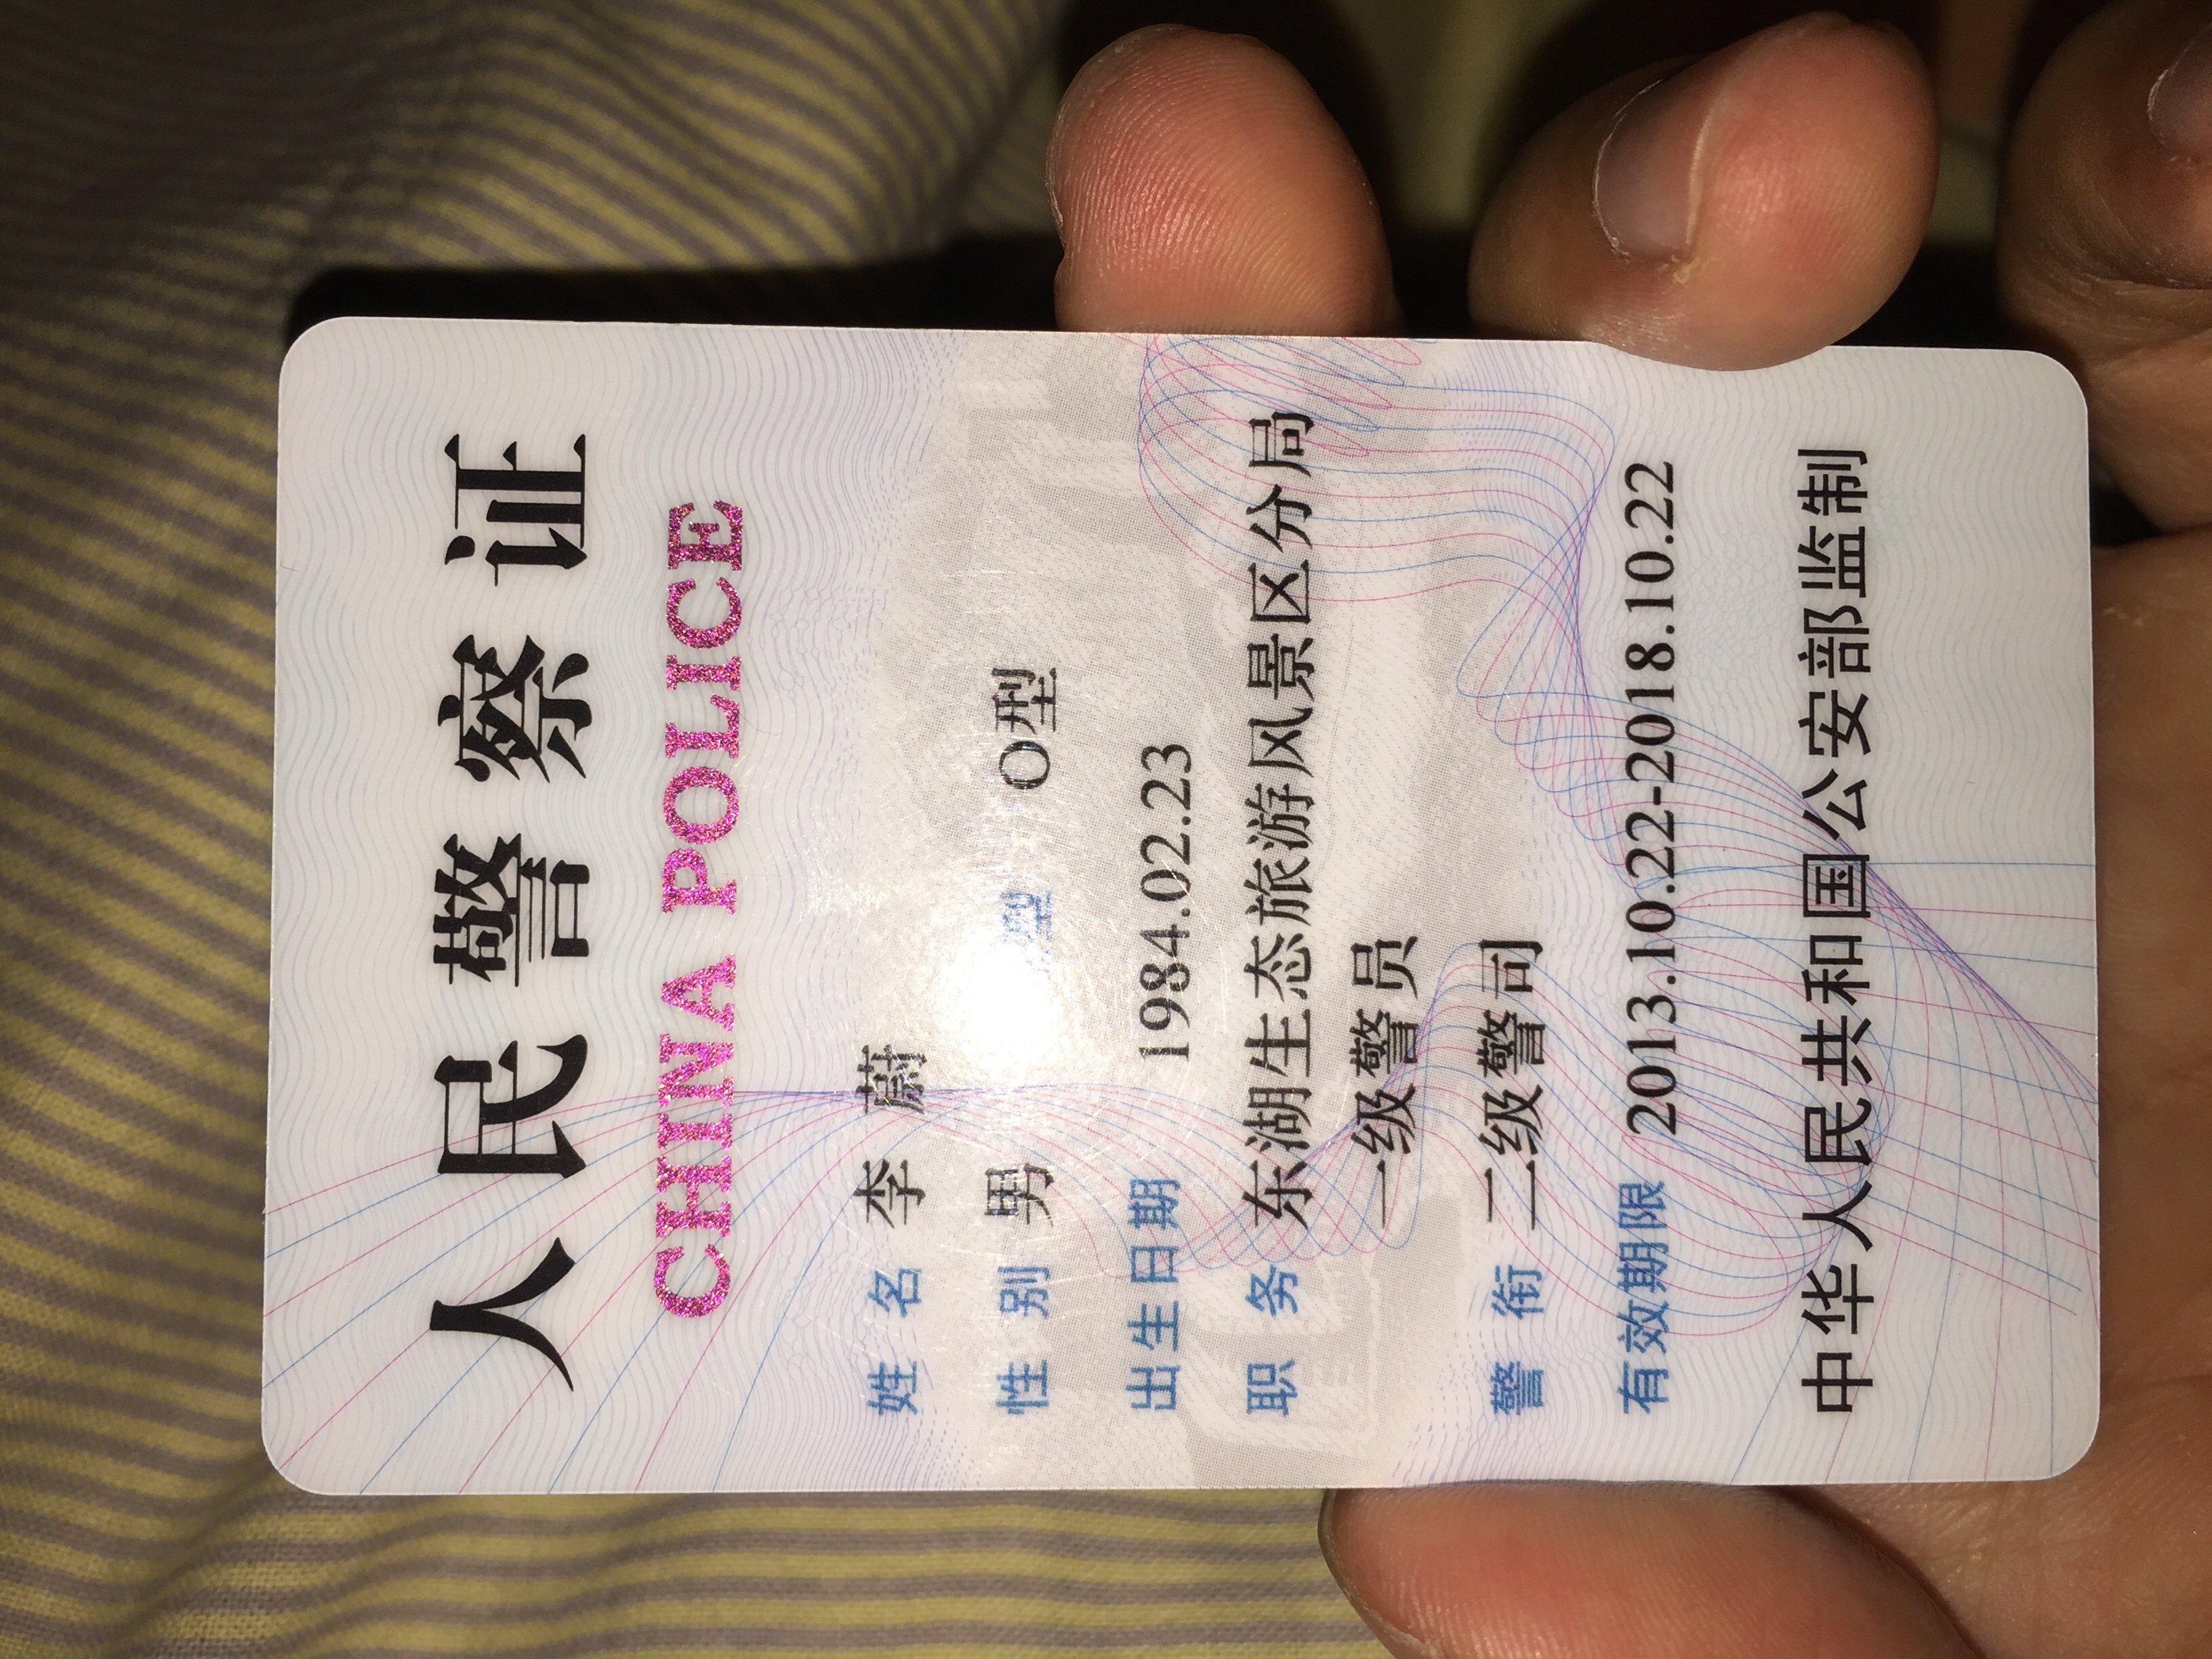 人民警察证
CHINA POLICE
姓 名 李 蔚
性 别 男 型 O型
出生日期 1984.02.23
职 务 东湖生态旅游风景区分局
一级警员
警 衔 二级警司
有效期限 2013.10.22-2018.10.22
中华人民共和国公安部监制